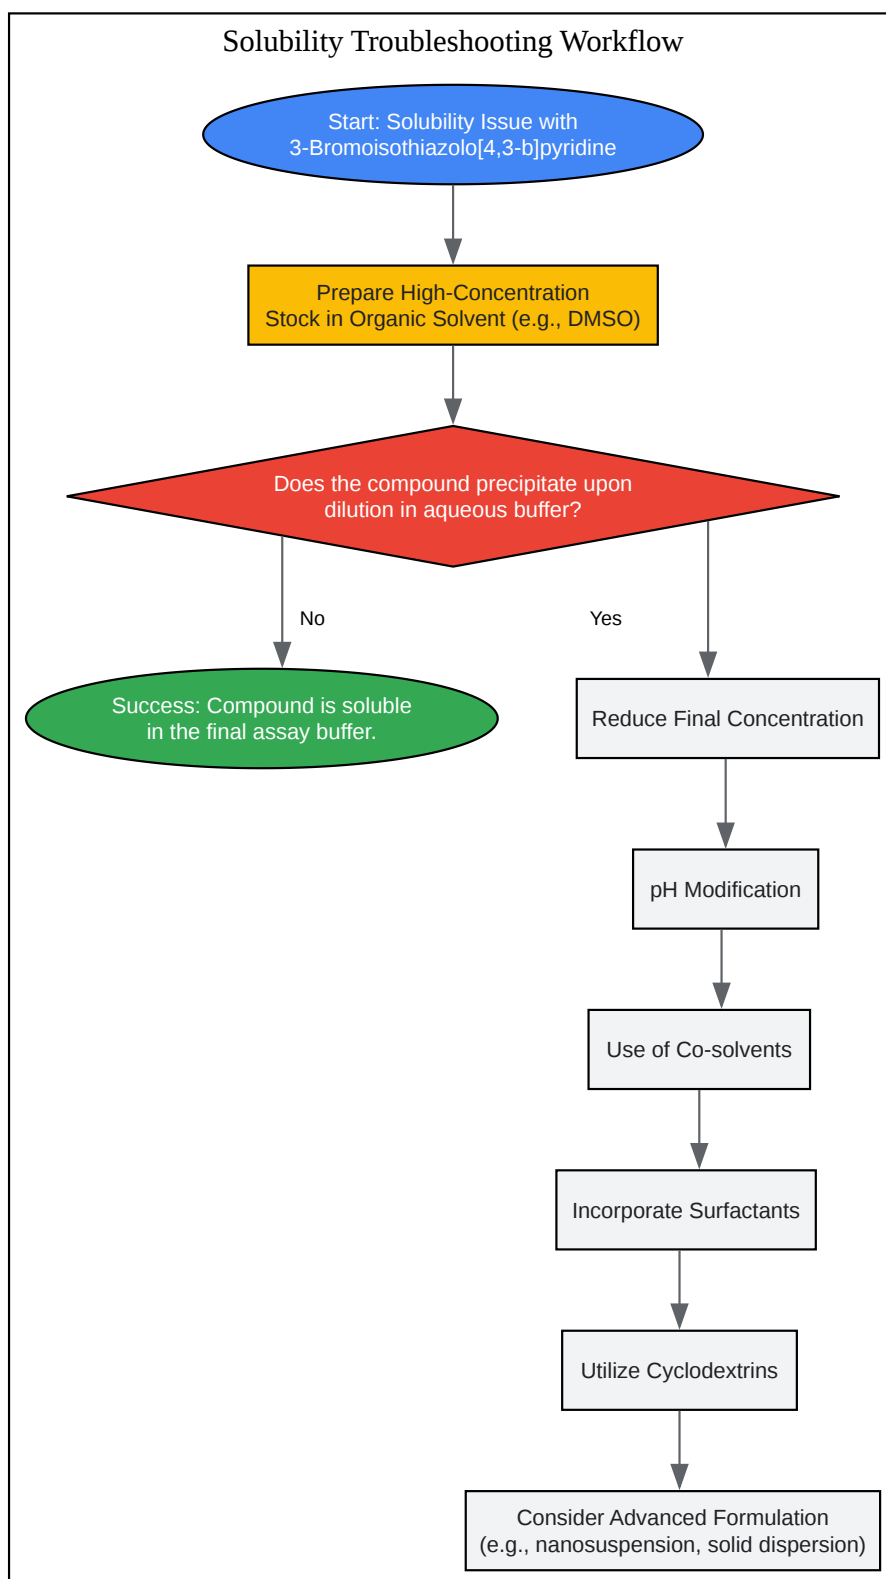 Solubility Troubleshooting Workflow
Start: Solubility Issue with
3-Bromoisothiazolo[4,3-b]pyridine
Prepare High-Concentration
Stock in Organic Solvent (e.g., DMSO)
Does the compound precipitate upon
dilution in aqueous buffer?
No
Yes
Success: Compound is soluble
in the final assay buffer.
Reduce Final Concentration
pH Modification
Use of Co-solvents
Incorporate Surfactants
Utilize Cyclodextrins
Consider Advanced Formulation
(e.g., nanosuspension, solid dispersion)